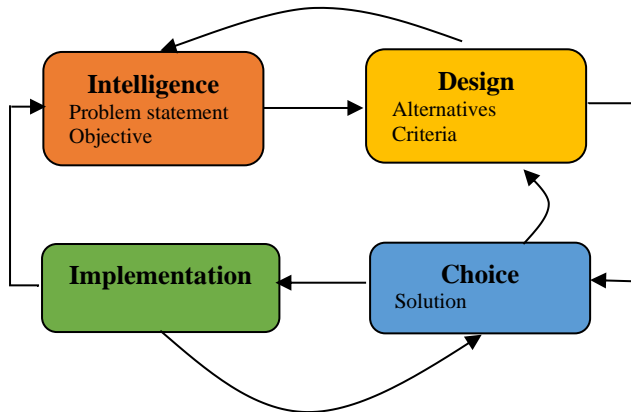 Intelligence
Problem statement
Objective
Design
Alternatives
Criteria
Implementation
Choice
Solution